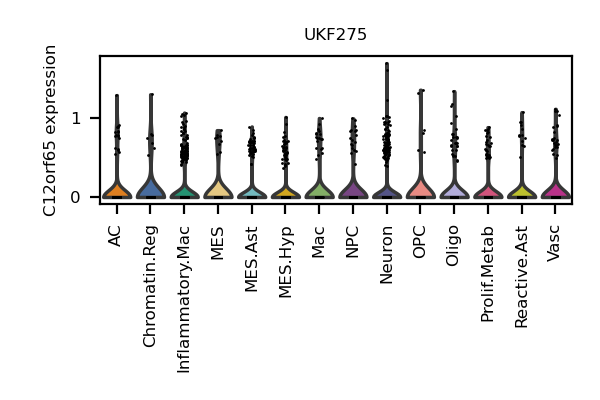 UKF275
C12orf65 expression
1
0
AC
Chromatin.Reg
Inflammatory.Mac
MES
MES.Ast
MES.Hyp
Mac
NPC
Neuron
OPC
Oligo
Prolif.Metab
Reactive.Ast
Vasc